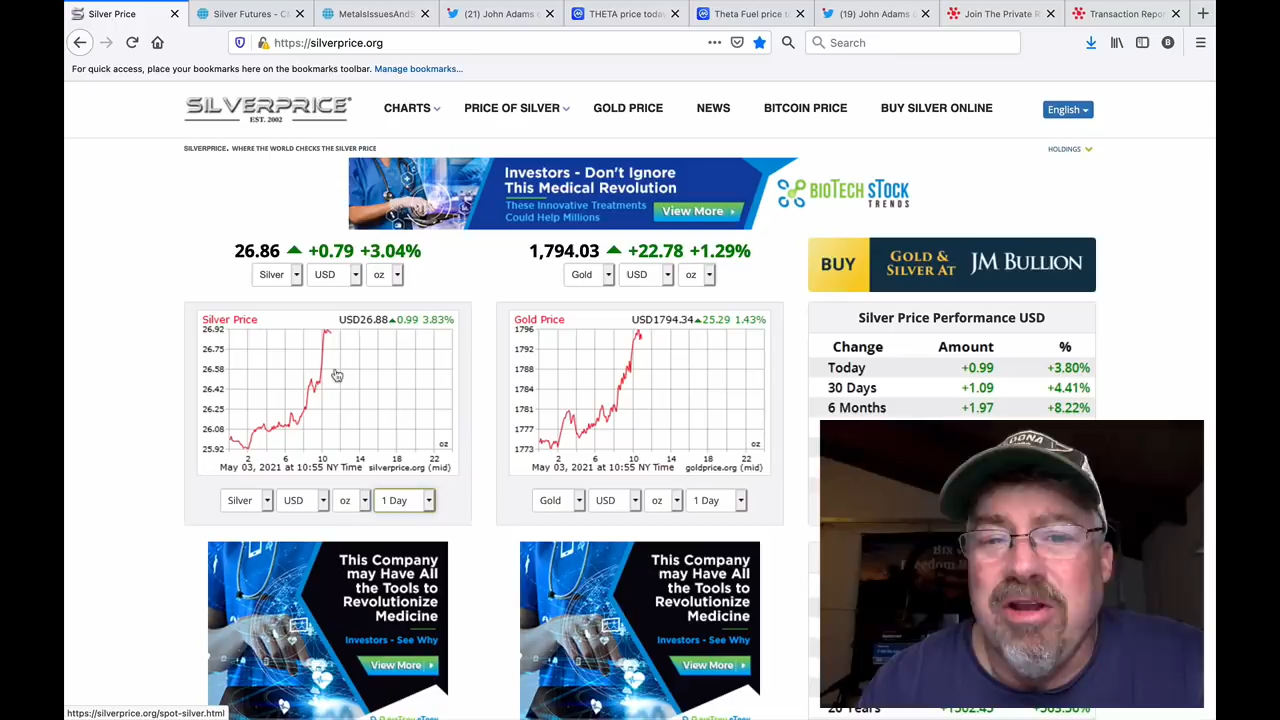 Silver Price
Silver Futures - C
MetalsIssuesAndS
(21) John Adams
THETA price toda
Theta Fuel price t
(19) John Adams
Join The Private R
Transaction Repo
https://silverprice.org
Search
For quick access, place your bookmarks here on the bookmarks toolbar. Manage bookmarks...
SILVERPRICE
EST. 2002
CHARTS
PRICE OF SILVER
GOLD PRICE
NEWS
BITCOIN PRICE
BUY SILVER ONLINE
English
SILVERPRICE. WHERE THE WORLD CHECKS THE SILVER PRICE
HOLDINGS
Investors - Don't Ignore
This Medical Revolution
These Innovative Treatments
Could Help Millions
View More
BIOTECH STOCK
TRENDS
26.86 +0.79 +3.04%
Silver USD oz
1,794.03 +22.78 +1.29%
Gold USD oz
BUY GOLD &
SILVER AT JM BULLION
Silver Price USD26.88 0.99 3.83%
26.92
26.75
26.58
26.42
26.25
26.08
25.92
oz
2 6 10 14 18 22
May 03, 2021 at 10:55 NY Time silverprice.org (mid)
Silver USD oz 1 Day
Gold Price USD1794.34 25.29 1.43%
1796
1792
1788
1784
1781
1777
1773
oz
2 6 10 14 18 22
May 03, 2021 at 10:55 NY Time goldprice.org (mid)
Gold USD oz 1 Day
Silver Price Performance USD
Change Amount %
Today +0.99 +3.80%
30 Days +1.09 +4.41%
6 Months +1.97 +8.22%
This Company
may Have All
the Tools to
Revolutionize
Medicine
Investors - See Why
View More
This Company
may Have All
the Tools to
Revolutionize
Medicine
Investors - See Why
View More
https://silverprice.org/spot-silver.html